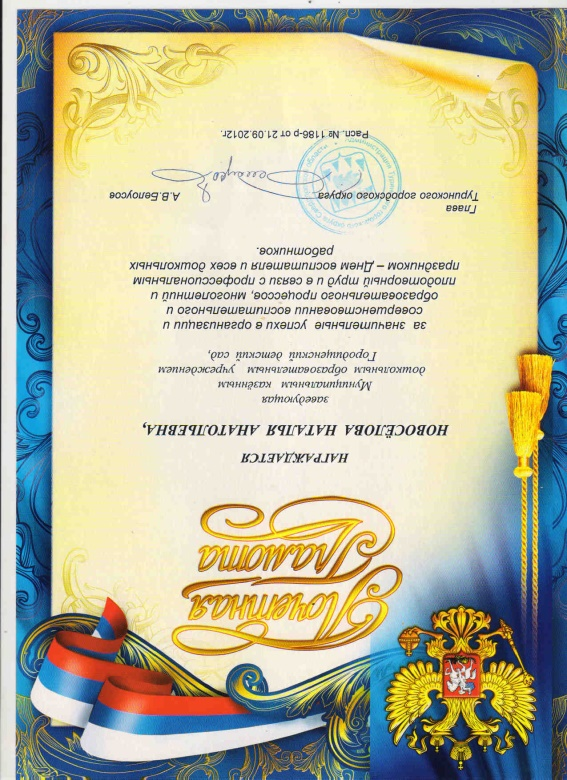 Почетная
Грамота
НАГРАЖДАЕТСЯ
НОВОСЁЛОВА НАТАЛЬЯ АНАТОЛЬЕВНА,
заведующая
Муниципальным казённым
дошкольным образовательным учреждением
Городищенский детский сад,
за значительные успехи в организации и
совершенствовании воспитательного и
образовательного процессов, многолетний и
плодотворный труд и в связи с профессиональным
праздником – Днем воспитателя и всех дошкольных
работников.
Глава
Туринского городского округа А.В.Белоусов
Расп. № 1186-р от 21.09.2012г.